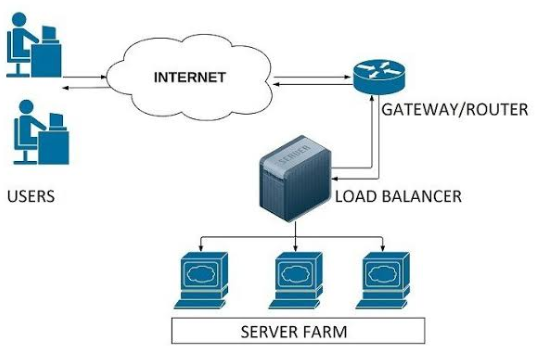 INTERNET
GATEWAY/ROUTER
SERVER
USERS
LOAD BALANCER
SERVER FARM